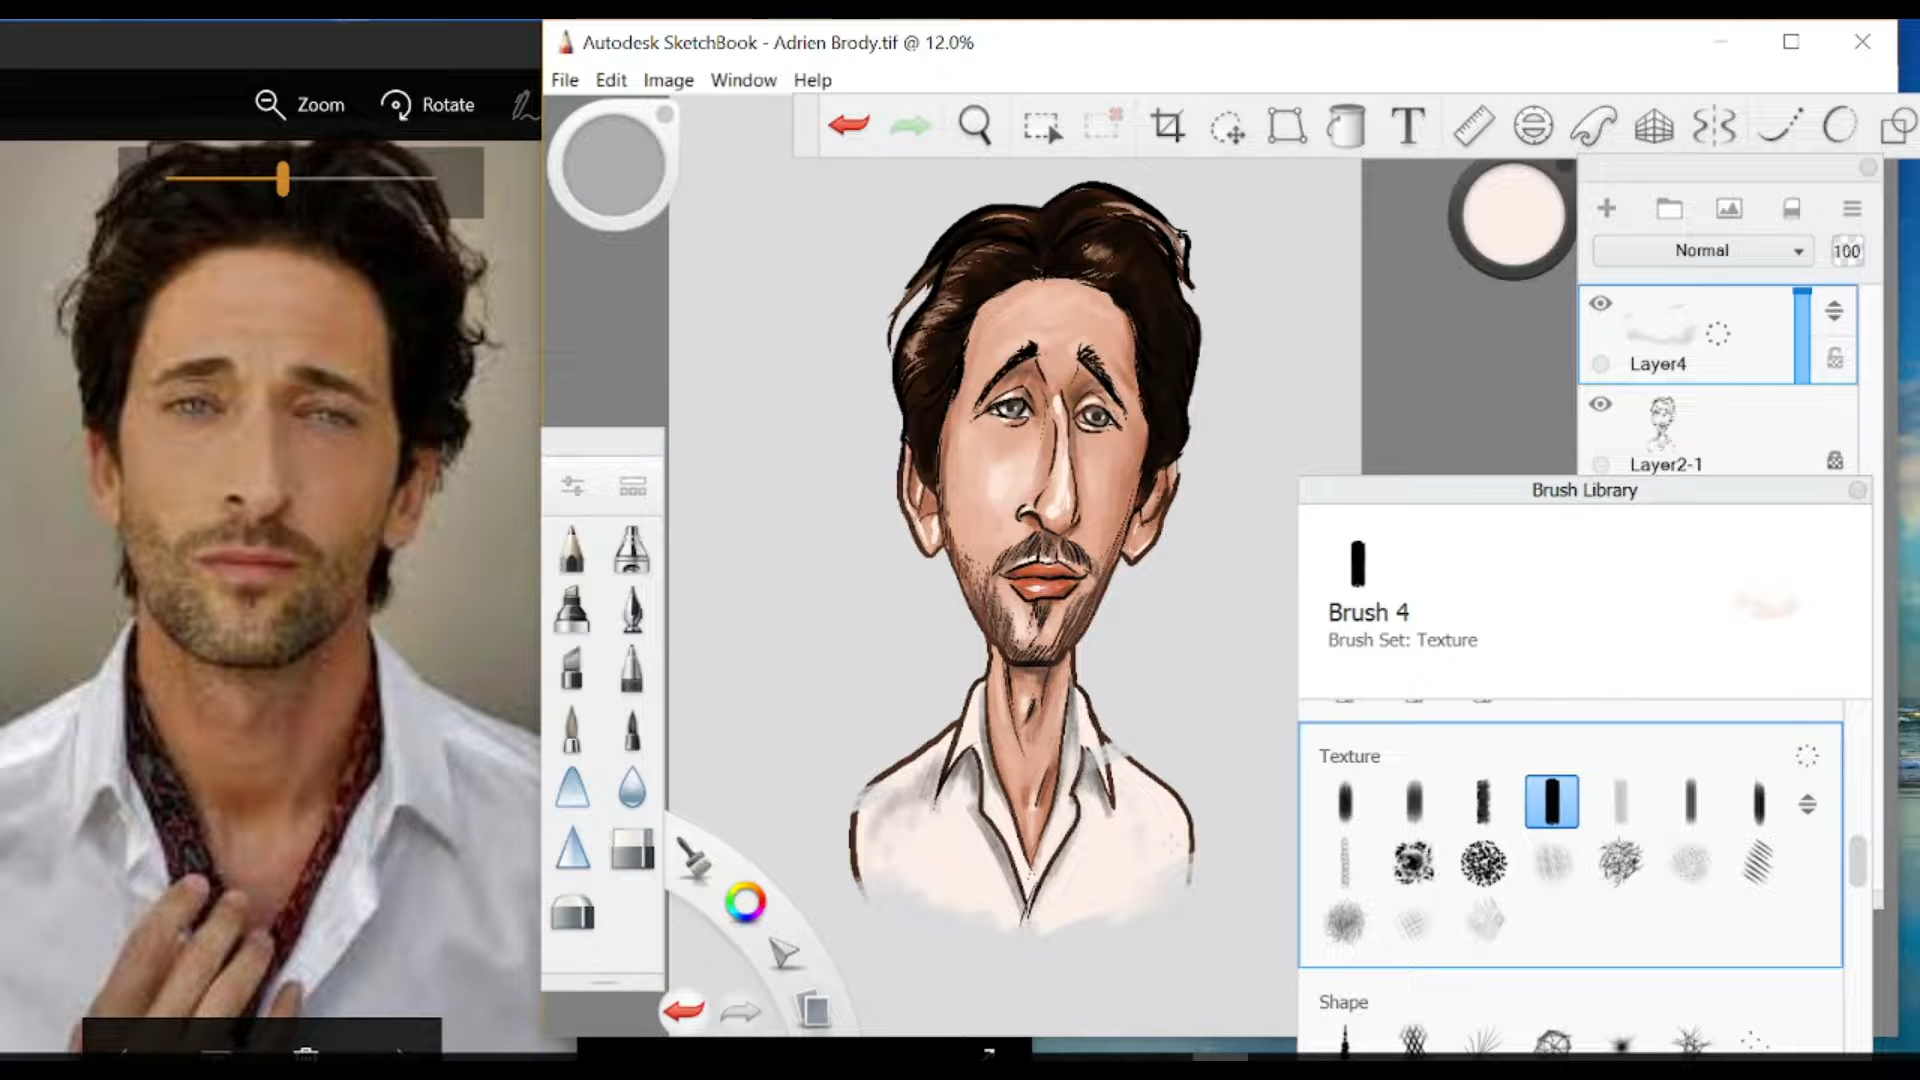 Autodesk SketchBook - Adrien Brody.tif @ 12.0%
File Edit Image Window Help
Zoom Rotate
T
Normal 100
Layer4
Layer2-1
Brush Library
Brush 4
Brush Set: Texture
Texture
Shape